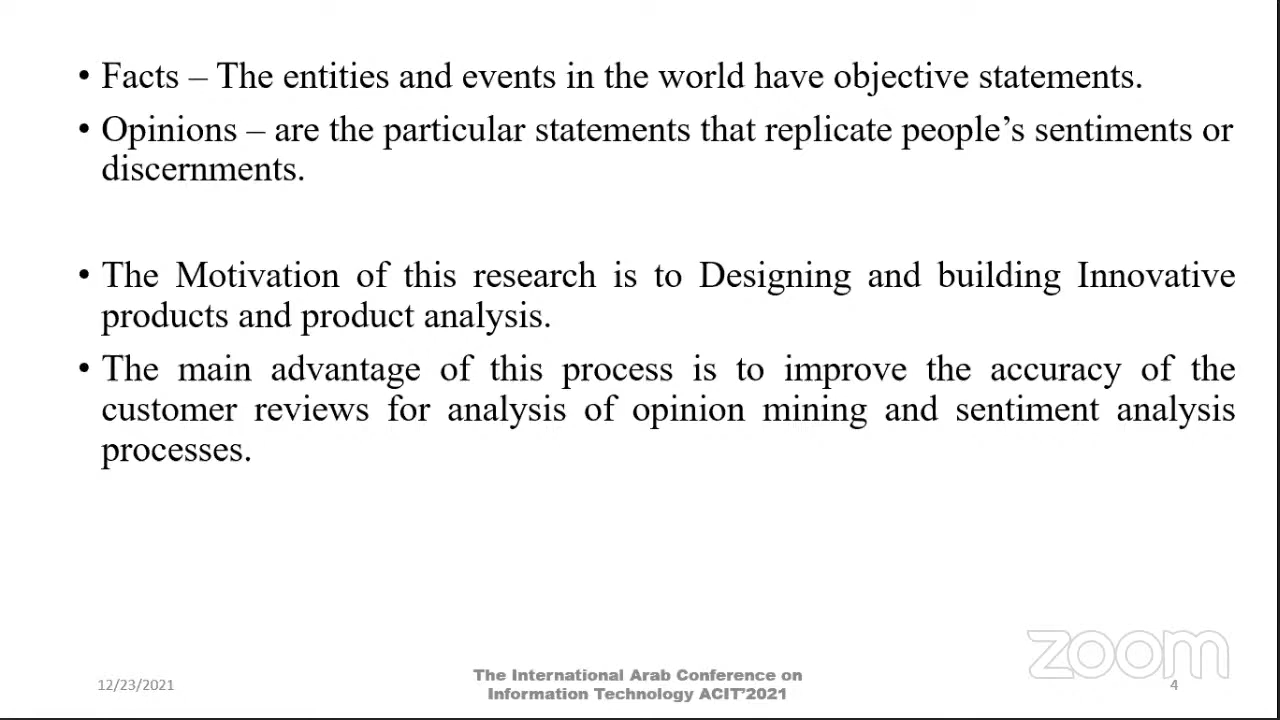 • Facts – The entities and events in the world have objective statements.
• Opinions – are the particular statements that replicate people’s sentiments or
discernments.
• The Motivation of this research is to Designing and building Innovative
products and product analysis.
• The main advantage of this process is to improve the accuracy of the
customer reviews for analysis of opinion mining and sentiment analysis
processes.
zoom
12/23/2021
The International Arab Conference on
Information Technology ACIT’2021
4